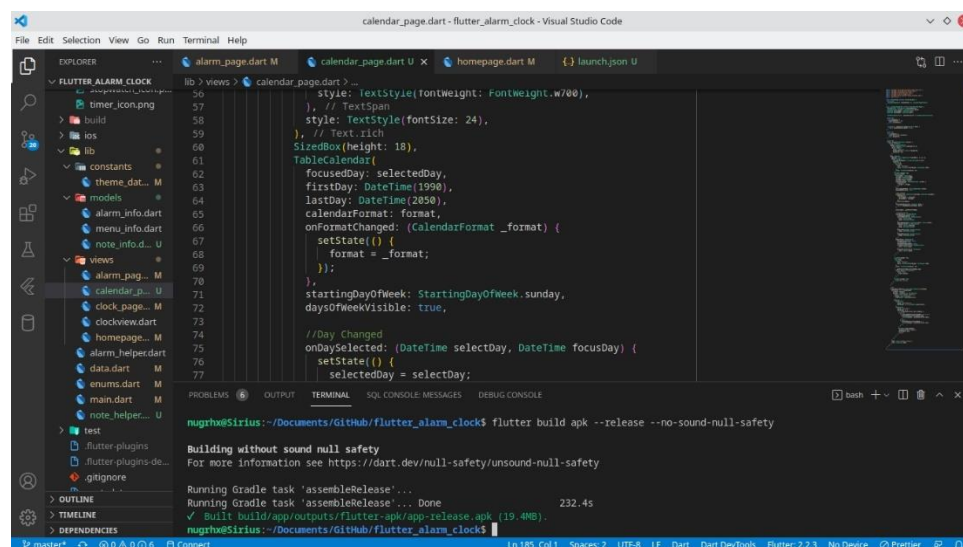 calendar_page.dart - flutter_alarm_clock - Visual Studio Code
File Edit Selection View Go Run Terminal Help
EXPLORER
alarm_page.dart M
calendar_page.dart U
homepage.dart M
{..} launch.json U
FLUTTER_ALARM_CLOCK
lib > views > calendar_page.dart > ...
timer_icon.png
build
ios
lib
constants
theme_dat... M
models
alarm_info.dart
menu_info.dart
note_info.d... U
views
alarm_pag... M
calendar_p... U
clock_page... M
clockview.dart
homepage... M
alarm_helper.dart
data.dart M
enums.dart M
main.dart M
note_helper.... U
test
.flutter-plugins
.flutter-plugins-de...
.gitignore
OUTLINE
TIMELINE
DEPENDENCIES
56 style: TextStyle(fontWeight: FontWeight.w700),
57 ), // TextSpan
58 style: TextStyle(fontSize: 24),
59 ), // Text.rich
60 SizedBox(height: 18),
61 TableCalendar(
62 focusedDay: selectedDay,
63 firstDay: DateTime(1990),
64 lastDay: DateTime(2050),
65 calendarFormat: format,
66 onFormatChanged: (CalendarFormat _format) {
67 setState(() {
68 format = _format;
69 });
70 },
71 startingDayOfWeek: StartingDayOfWeek.sunday,
72 daysOfWeekVisible: true,
73
74 //Day Changed
75 onDaySelected: (DateTime selectDay, DateTime focusDay) {
76 setState(() {
77 selectedDay = selectDay;
PROBLEMS 6 OUTPUT TERMINAL SQL CONSOLE: MESSAGES DEBUG CONSOLE
bash
nugrhx@Sirius:~/Documents/GitHub/flutter_alarm_clock$ flutter build apk --release --no-sound-null-safety
Building without sound null safety
For more information see https://dart.dev/null-safety/unsound-null-safety
Running Gradle task 'assembleRelease'...
Running Gradle task 'assembleRelease'... Done 232.4s
✓ Built build/app/outputs/flutter-apk/app-release.apk (19.4MB).
nugrhx@Sirius:~/Documents/GitHub/flutter_alarm_clock$
master* 0 0 6 Connect Ln 185, Col 1 Spaces: 2 UTF-8 LF Dart Dart DevTools Flutter: 2.2.3 No Device Prettier